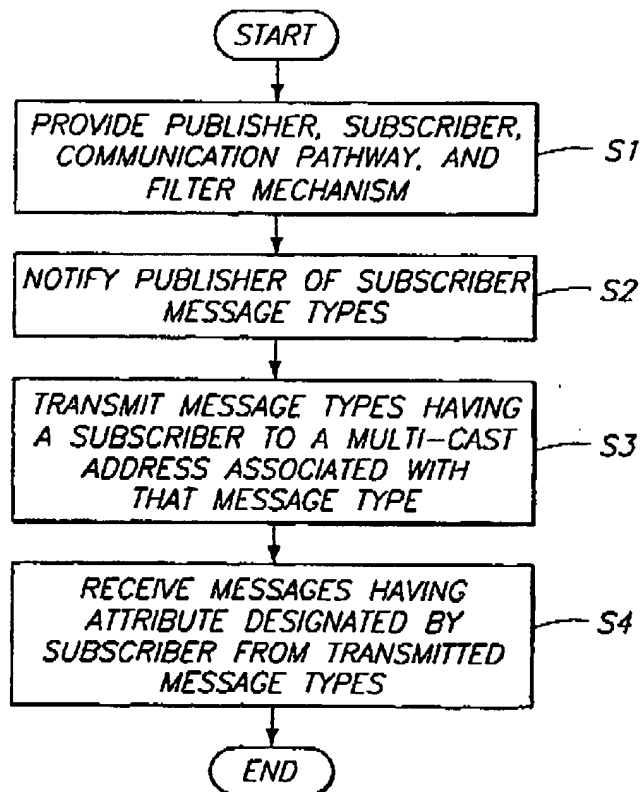 START
PROVIDE PUBLISHER, SUBSCRIBER,
COMMUNICATION PATHWAY, AND
FILTER MECHANISM
S1
NOTIFY PUBLISHER OF SUBSCRIBER
MESSAGE TYPES
S2
TRANSMIT MESSAGE TYPES HAVING
A SUBSCRIBER TO A MULTI-CAST
ADDRESS ASSOCIATED WITH
THAT MESSAGE TYPE
S3
RECEIVE MESSAGES HAVING
ATTRIBUTE DESIGNATED BY
SUBSCRIBER FROM TRANSMITTED
MESSAGE TYPES
S4
END